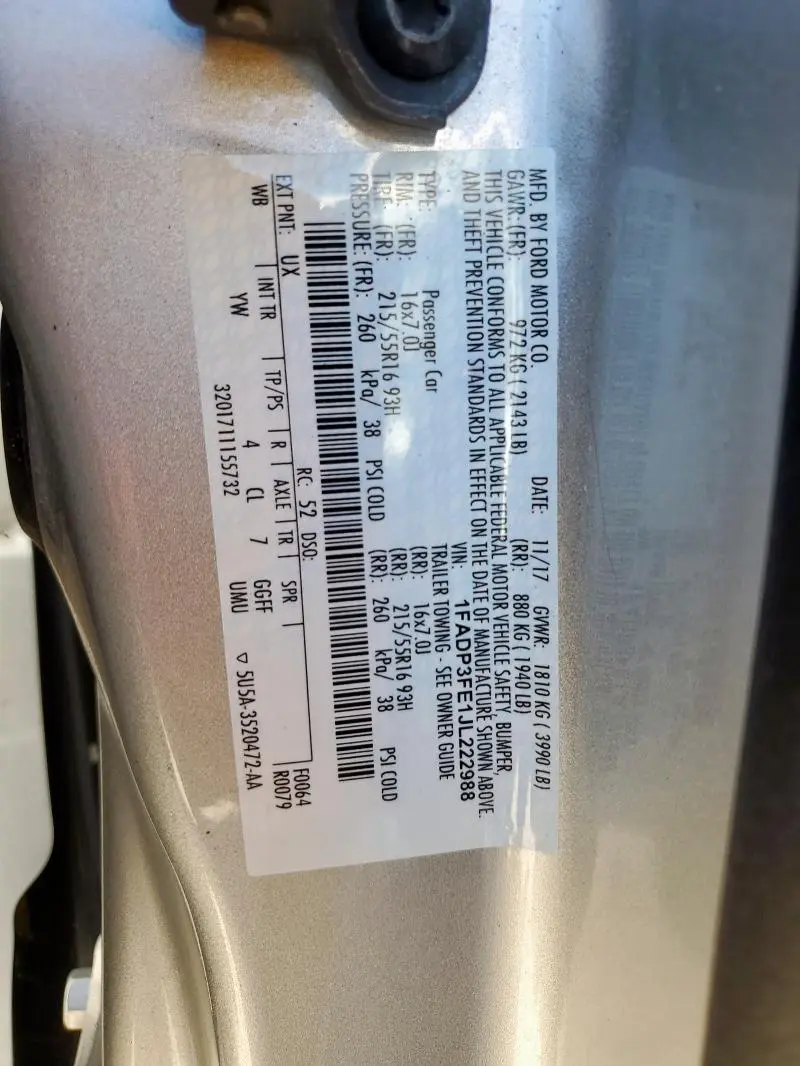 MFD. BY FORD MOTOR CO. DATE: 11/17 GVWR: 1810 KG ( 3990 LB)
GAWR: (FR): 972 KG ( 2143 LB) (RR): 880 KG ( 1940 LB)
THIS VEHICLE CONFORMS TO ALL APPLICABLE FEDERAL MOTOR VEHICLE SAFETY, BUMPER,
AND THEFT PREVENTION STANDARDS IN EFFECT ON THE DATE OF MANUFACTURE SHOWN ABOVE.
VIN: 1FADP3FE1JL222988
TYPE: Passenger Car TRAILER TOWING - SEE OWNER GUIDE
RIM: (FR): 16x7.0J (RR): 16x7.0J
TIRE (FR): 215/55R16 93H (RR): 215/55R16 93H
PRESSURE: (FR): 260 kPa/ 38 PSI COLD (RR): 260 kPa/ 38 PSI COLD
F0064
R0079
EXT PNT: UX RC: 52 DSO:
WB | INT TR | TP/PS | R | AXLE | TR | SPR |
YW 4 CL 7 GGFF
UMU
3201711155732 ▽ 5U5A-3520472-AA